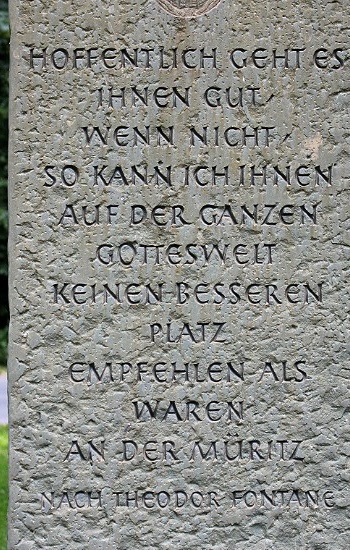 HOFFENTLICH GEHT ES
IHNEN GUT/
WENN NICHT/
SO KANN ICH IHNEN
AUF DER GANZEN
GOTTESWELT
KEINEN BESSEREN
PLATZ
EMPFEHLEN ALS
WAREN
AN DER MÜRITZ
NACH THEODOR FONTANE